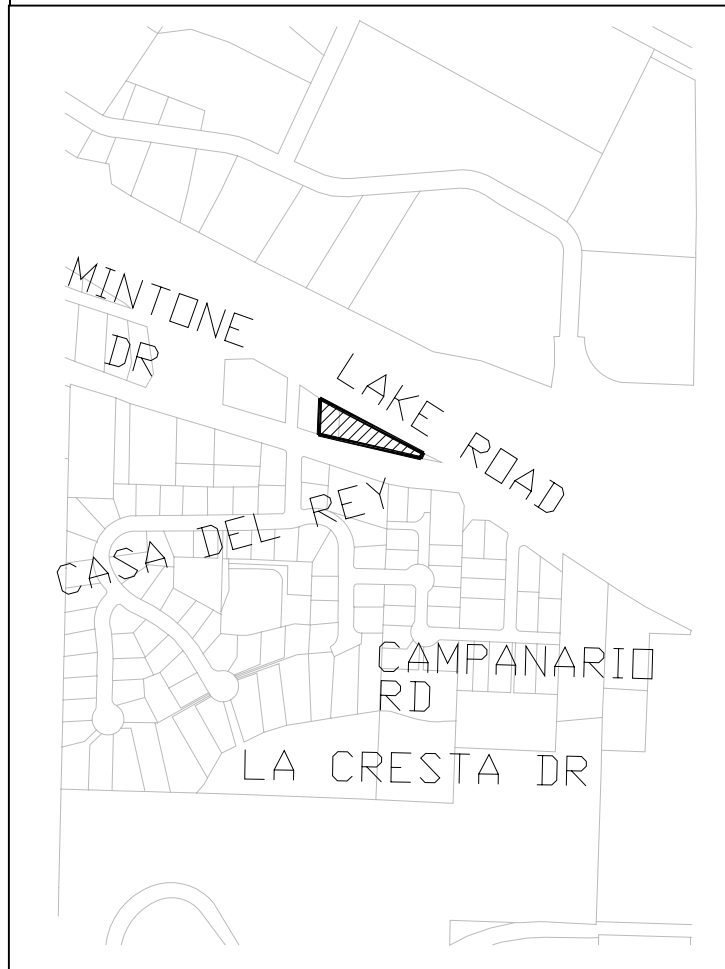 MINTONE
DR
LAKE ROAD
CASA DEL REY
CAMPANARIO
RD
LA CRESTA DR